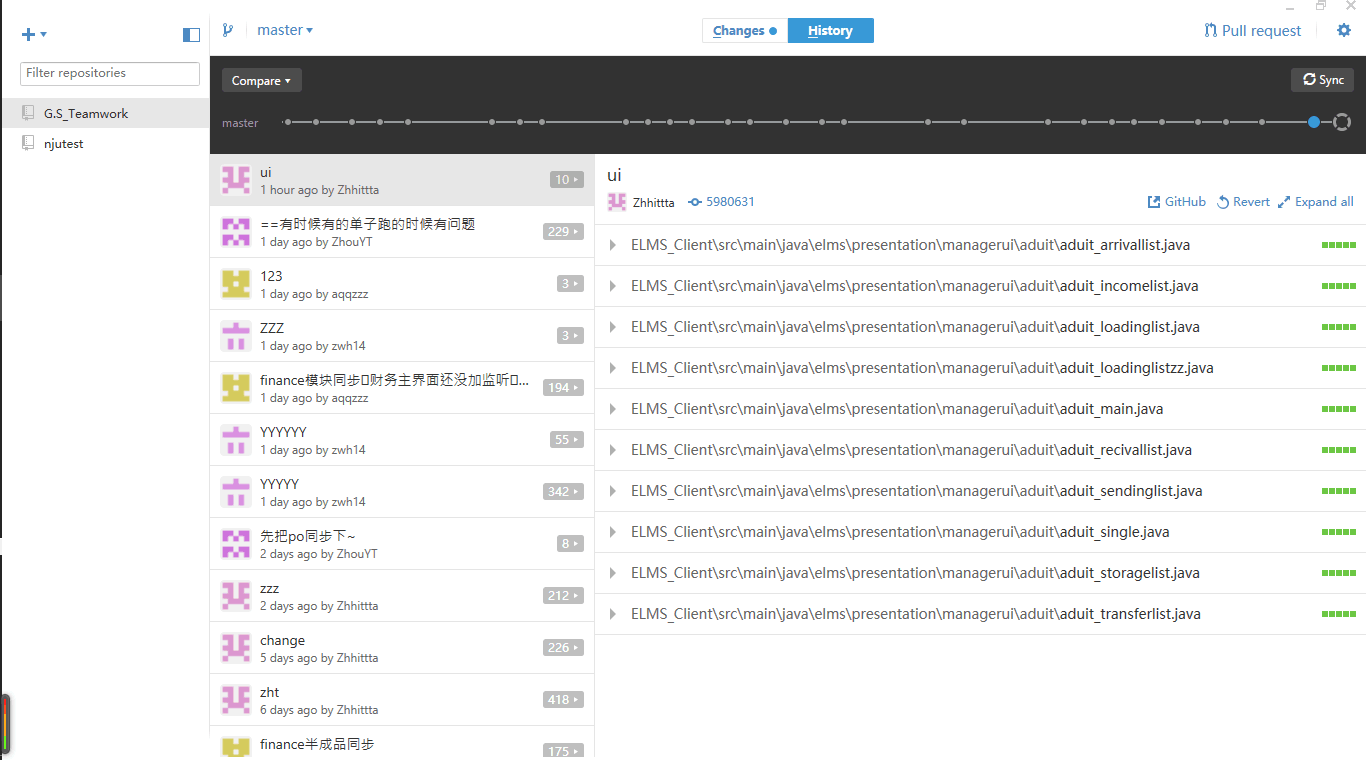 master
Changes
History
Pull request
Filter repositories
G.S_Teamwork
njutest
Compare
Sync
master
ui
1 hour ago by Zhhittta
10
==有时候有的单子跑的时候有问题
1 day ago by ZhouYT
229
123
1 day ago by aqqzzz
3
ZZZ
1 day ago by zwh14
3
finance模块同步▯财务主界面还没加监听▯...
1 day ago by aqqzzz
194
YYYYYY
1 day ago by zwh14
55
YYYYY
1 day ago by zwh14
342
先把po同步下~
2 days ago by ZhouYT
8
zzz
2 days ago by Zhhittta
212
change
5 days ago by Zhhittta
226
zht
6 days ago by Zhhittta
418
finance半成品同步
175
ui
Zhhittta 5980631
GitHub Revert Expand all
ELMS_Client\src\main\java\elms\presentation\managerui\aduit\aduit_arrivallist.java
ELMS_Client\src\main\java\elms\presentation\managerui\aduit\aduit_incomelist.java
ELMS_Client\src\main\java\elms\presentation\managerui\aduit\aduit_loadinglist.java
ELMS_Client\src\main\java\elms\presentation\managerui\aduit\aduit_loadinglistzz.java
ELMS_Client\src\main\java\elms\presentation\managerui\aduit\aduit_main.java
ELMS_Client\src\main\java\elms\presentation\managerui\aduit\aduit_recivallist.java
ELMS_Client\src\main\java\elms\presentation\managerui\aduit\aduit_sendinglist.java
ELMS_Client\src\main\java\elms\presentation\managerui\aduit\aduit_single.java
ELMS_Client\src\main\java\elms\presentation\managerui\aduit\aduit_storagelist.java
ELMS_Client\src\main\java\elms\presentation\managerui\aduit\aduit_transferlist.java